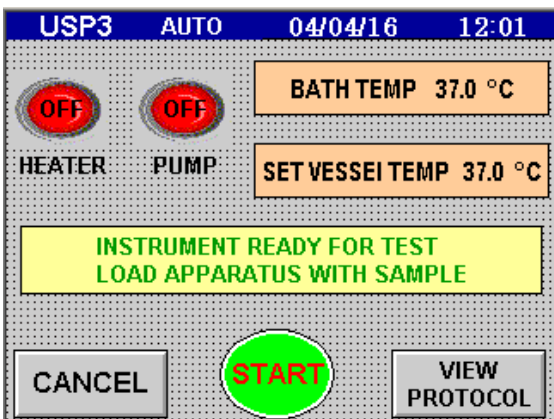 USP3 AUTO 04/04/16 12:01
OFF OFF BATH TEMP 37.0 °C
HEATER PUMP SET VESSEI TEMP 37.0 °C
INSTRUMENT READY FOR TEST
LOAD APPARATUS WITH SAMPLE
CANCEL START VIEW
PROTOCOL